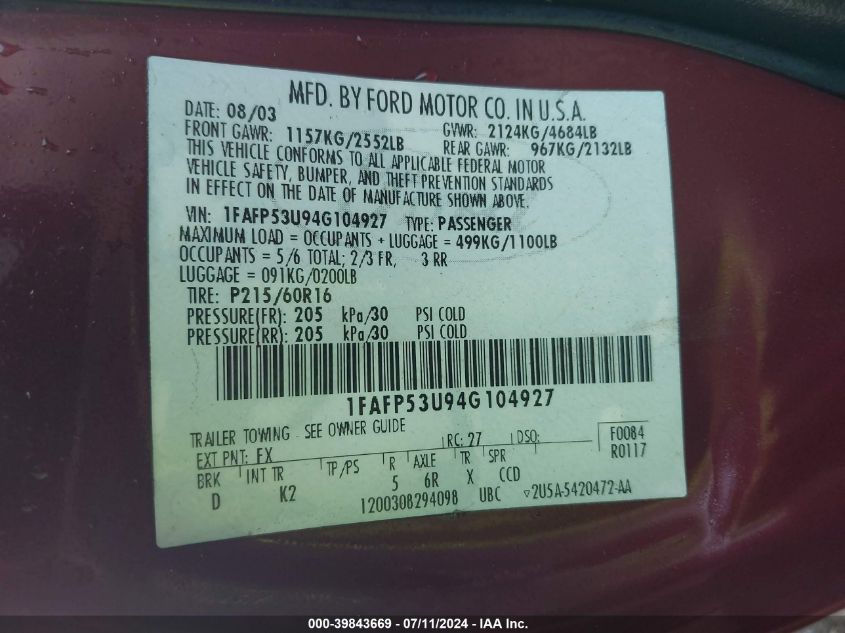 MFD. BY FORD MOTOR CO. IN U.S.A.
DATE: 08/03 GVWR: 2124KG/4684LB
FRONT GAWR: 1157KG/2552LB REAR GAWR: 967KG/2132LB
THIS VEHICLE CONFORMS TO ALL APPLICABLE FEDERAL MOTOR
VEHICLE SAFETY, BUMPER, AND THEFT PREVENTION STANDARDS
IN EFFECT ON THE DATE OF MANUFACTURE SHOWN ABOVE.
VIN: 1FAFP53U94G104927 TYPE: PASSENGER
MAXIMUM LOAD = OCCUPANTS + LUGGAGE = 499KG/1100LB
OCCUPANTS = 5/6 TOTAL; 2/3 FR, 3 RR
LUGGAGE = 091KG/0200LB
TIRE: P215/60R16
PRESSURE(FR): 205 kPa/30 PSI COLD
PRESSURE(RR): 205 kPa/30 PSI COLD
1FAFP53U94G104927
TRAILER TOWING - SEE OWNER GUIDE
EXT PNT: FX RC: 27 DSO: F0084
R0117
BRK INT TR TP/PS R AXLE TR SPR
D K2 5 6R X CCD
1200308294098 UBC ▽2U5A-5420472-AA
000-39843669 - 07/11/2024 - IAA Inc.